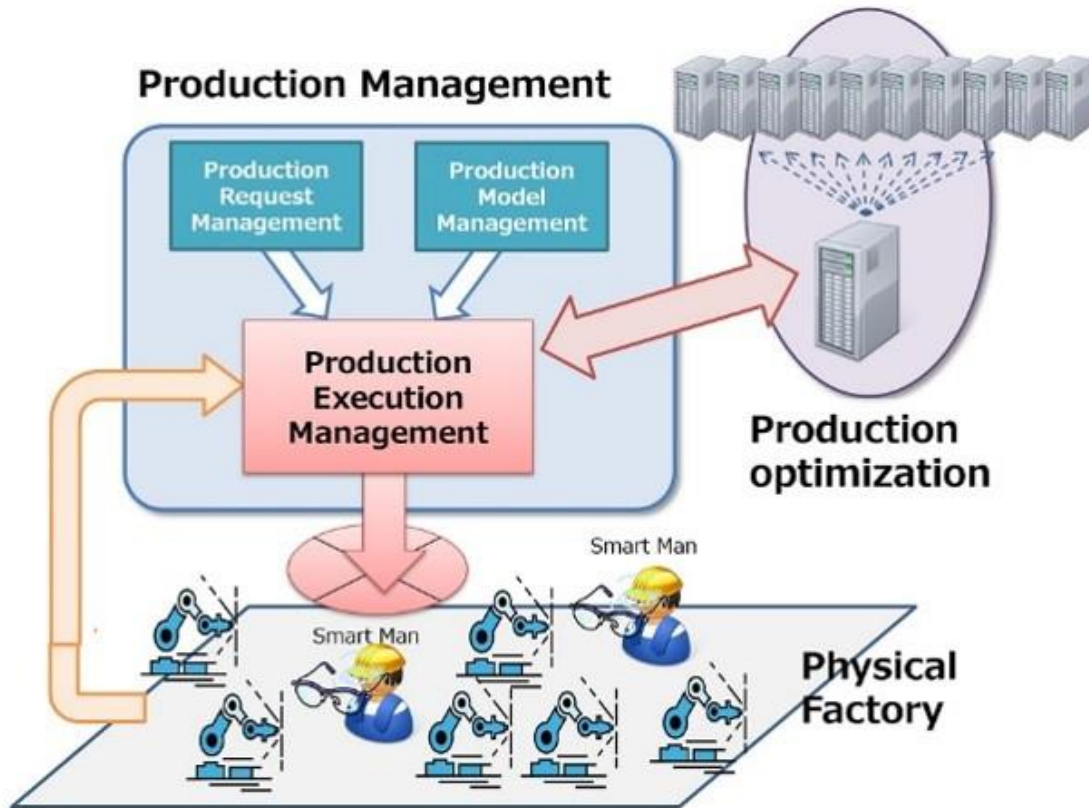 Production Management
Production
Request
Management
Production
Model
Management
Production
Execution
Management
Production
optimization
Smart Man
Smart Man
Physical
Factory